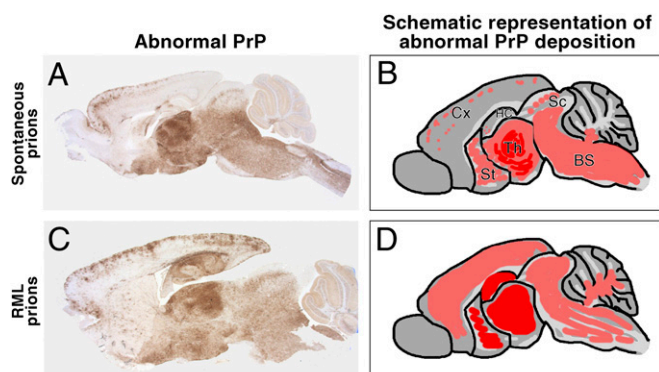 Abnormal PrP
Schematic representation of
abnormal PrP deposition
Spontaneous
prions
A
B
Cx
HC
Sc
Th
St
BS
RML
prions
C
D